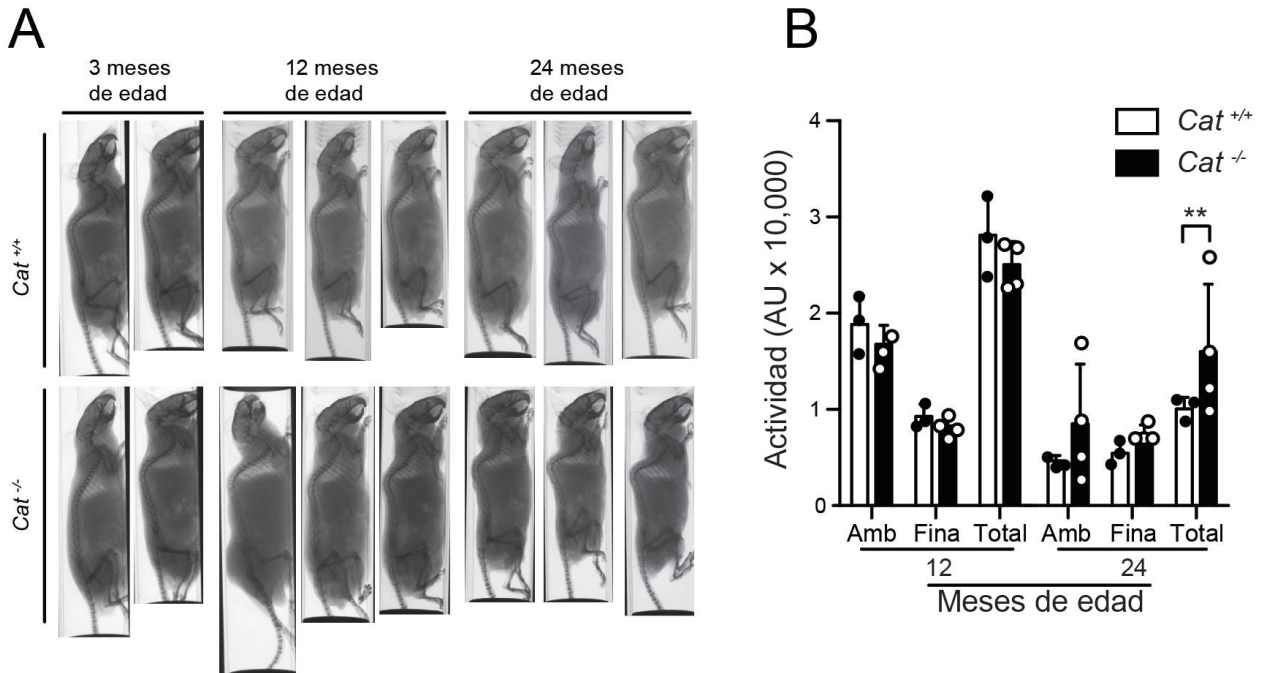 A
3 meses
de edad
12 meses
de edad
24 meses
de edad
Cat +/+
Cat -/-
B
Cat +/+
Cat -/-
Actividad (AU x 10,000)
4
3
2
1
0
**
Amb Fina Total Amb Fina Total
12 24
Meses de edad